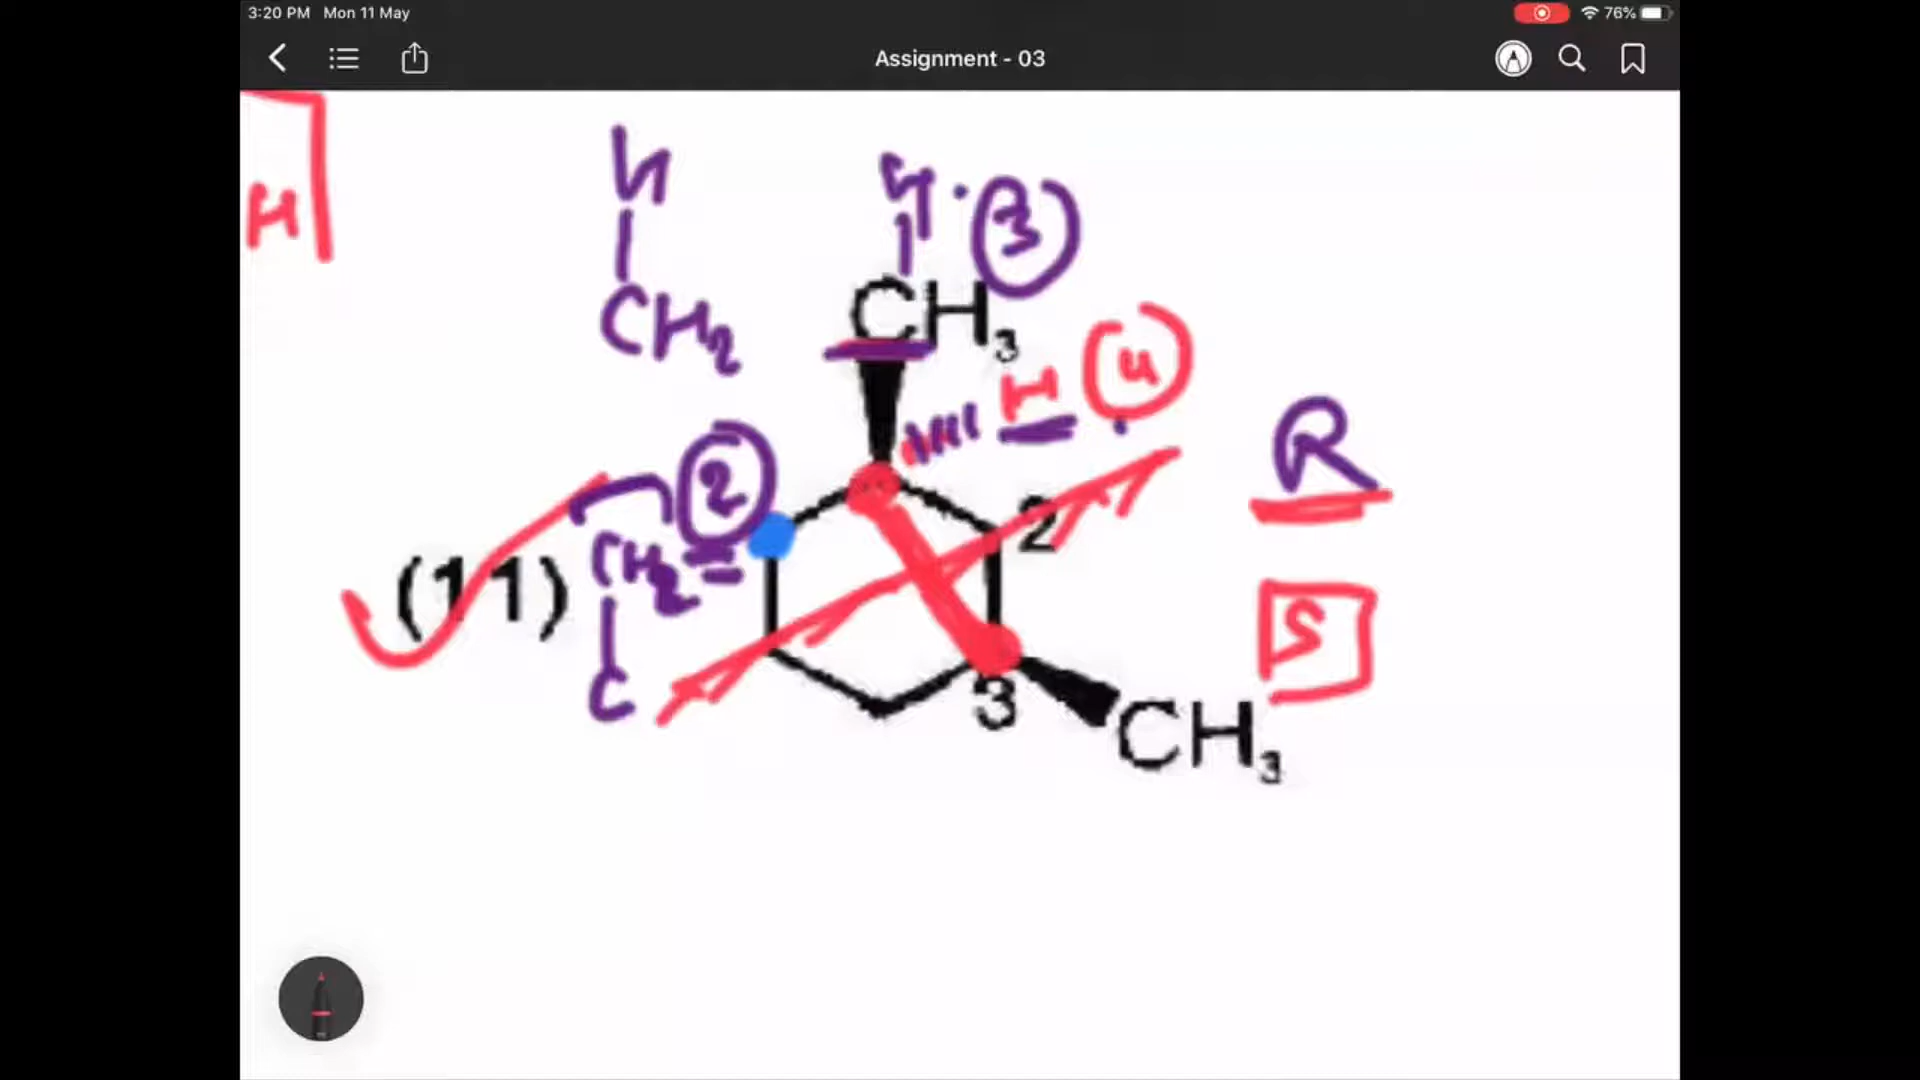 3:20 PM Mon 11 May
76%
Assignment - 03
H
H
CH2
H
3
CH3
H
4
R
2
2
(11)
CH2
S
C
3
CH3